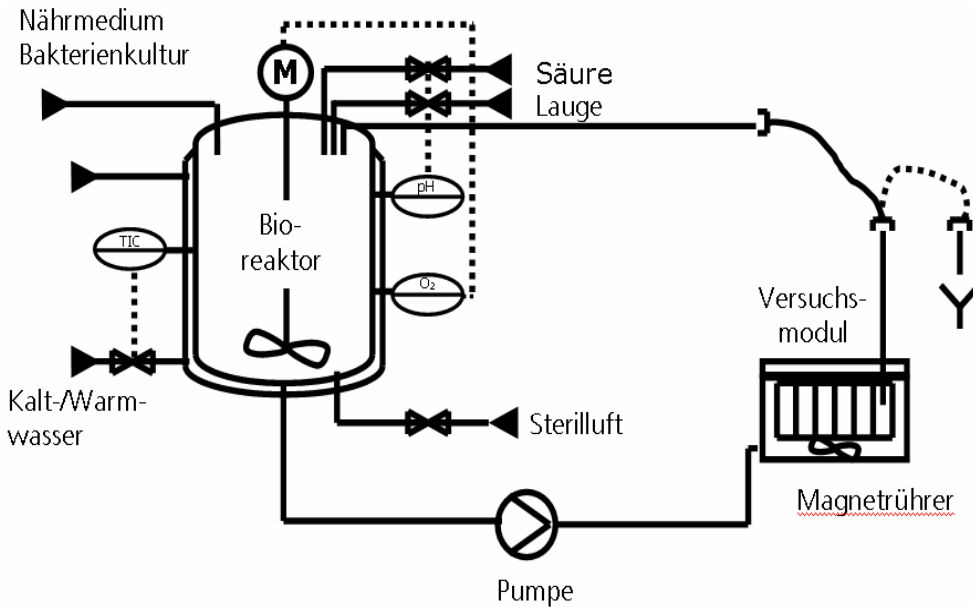 Nährmedium
Bakterienkultur
M
Säure
Lauge
pH
TIC
Bio-
reaktor
O₂
Versuchs-
modul
Kalt-/Warm-
wasser
Sterilluft
Magnetrührer
Pumpe